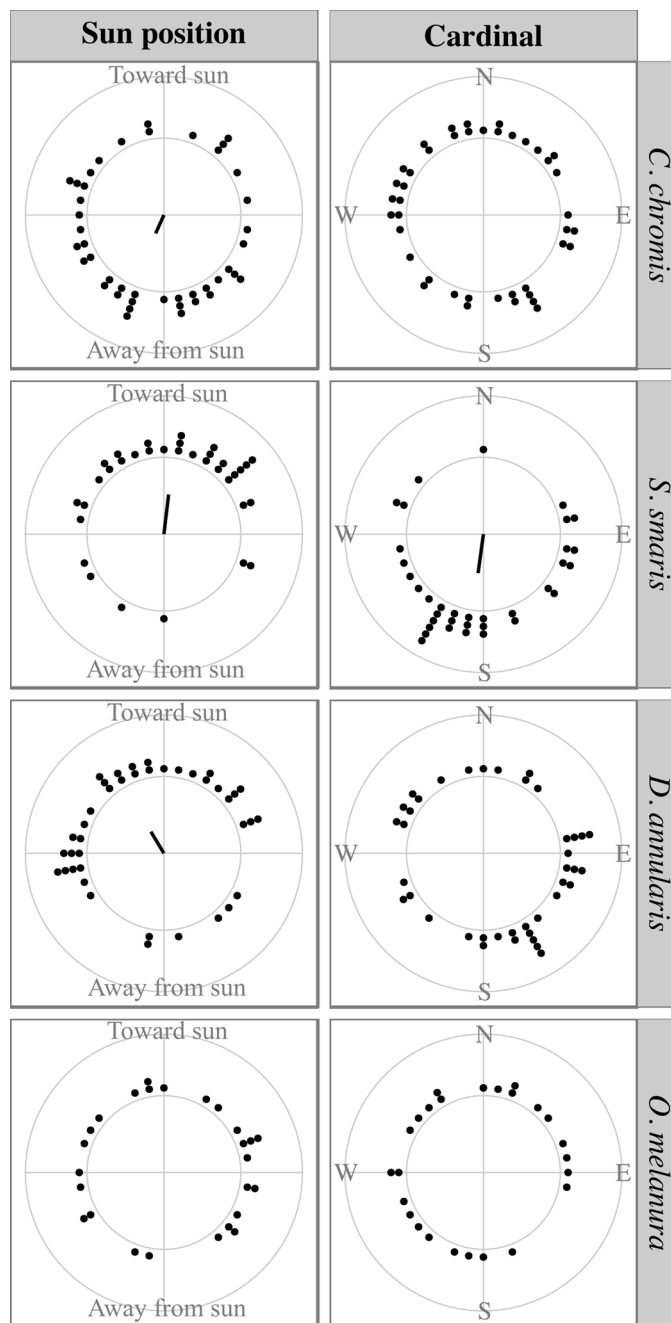 Sun position
Cardinal
Toward sun
Away from sun
N
W
E
S
C. chromis
Toward sun
Away from sun
N
W
E
S
S. smaris
Toward sun
Away from sun
N
W
E
S
D. annularis
Toward sun
Away from sun
N
W
E
S
O. melanura